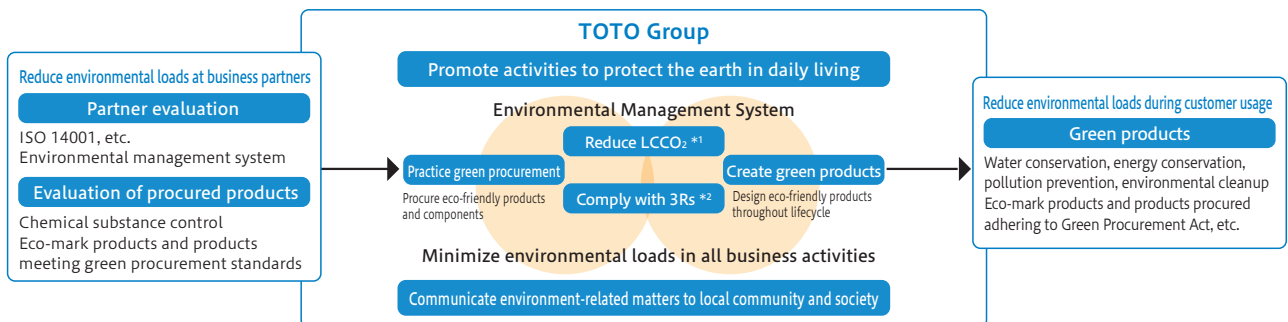 TOTO Group
Promote activities to protect the earth in daily living
Reduce environmental loads at business partners
Partner evaluation
ISO 14001, etc.
Environmental management system
Evaluation of procured products
Chemical substance control
Eco-mark products and products
meeting green procurement standards
Environmental Management System
Reduce LCCO₂ *1
Practice green procurement
Procure eco-friendly products
and components
Comply with 3Rs *2
Create green products
Design eco-friendly products
throughout lifecycle
Minimize environmental loads in all business activities
Communicate environment-related matters to local community and society
Reduce environmental loads during customer usage
Green products
Water conservation, energy conservation,
pollution prevention, environmental cleanup
Eco-mark products and products procured
adhering to Green Procurement Act, etc.